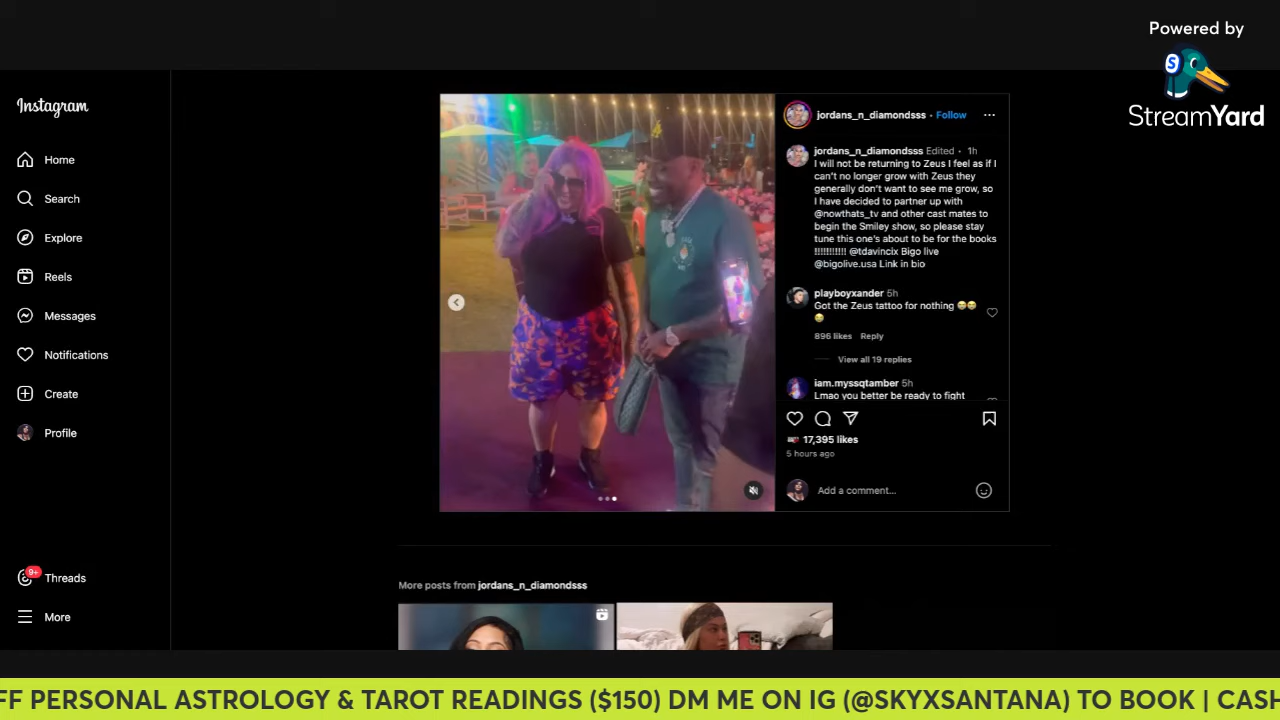 Powered by
StreamYard
Instagram
Home
Search
Explore
Reels
Messages
Notifications
Create
Profile
9+
Threads
More
jordans_n_diamondsss • Follow
jordans_n_diamondsss Edited • 1h
I will not be returning to Zeus I feel as if I
can't no longer grow with Zeus they
generally don't want to see me grow, so
I have decided to partner up with
@nowthats_tv and other cast mates to
begin the Smiley show, so please stay
tune this one's about to be for the books
!!!!!!!!!!! @tdavincix Bigo live
@bigolive.usa Link in bio
playboyxander 5h
Got the Zeus tattoo for nothing 😭😭
😭
896 likes Reply
View all 19 replies
iam.myssqtamber 5h
Lmao you better be ready to fight
17,395 likes
5 hours ago
Add a comment...
More posts from jordans_n_diamondsss
FF PERSONAL ASTROLOGY & TAROT READINGS ($150) DM ME ON IG (@SKYXSANTANA) TO BOOK | CASH